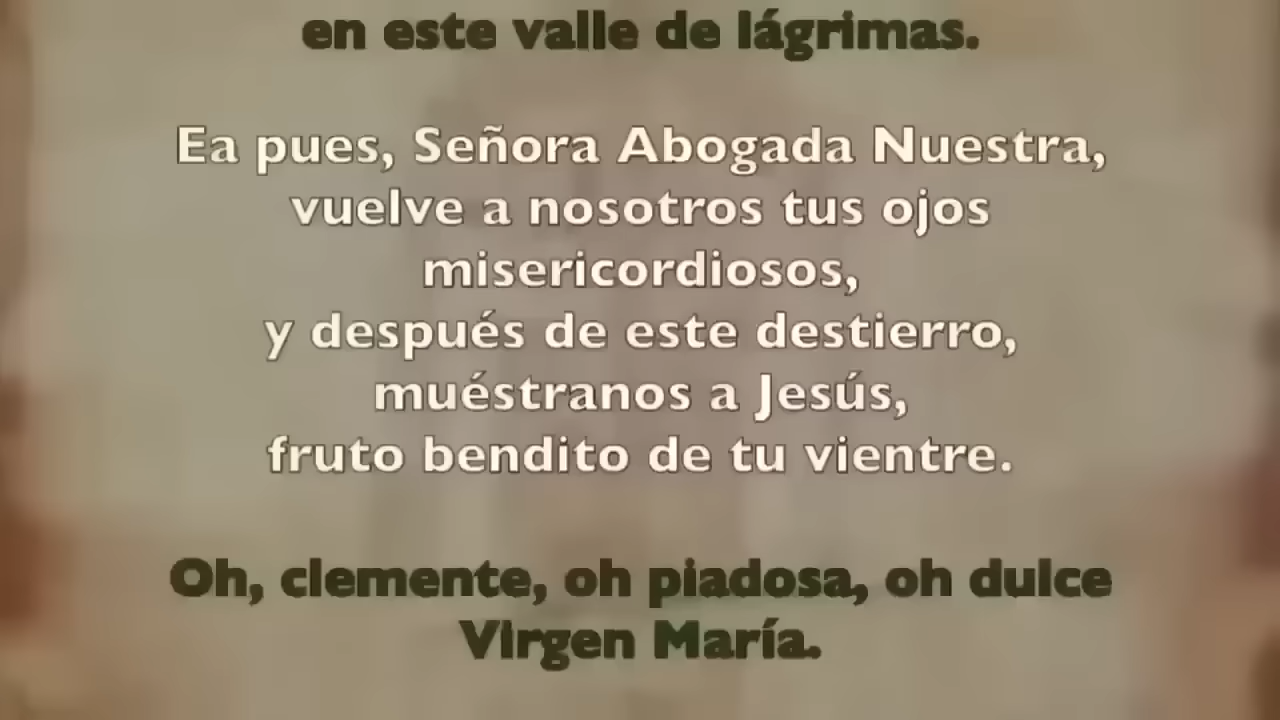 en este valle de lágrimas.
Ea pues, Señora Abogada Nuestra,
vuelve a nosotros tus ojos
misericordiosos,
y después de este destierro,
muéstranos a Jesús,
fruto bendito de tu vientre.
Oh, clemente, oh piadosa, oh dulce
Virgen María.